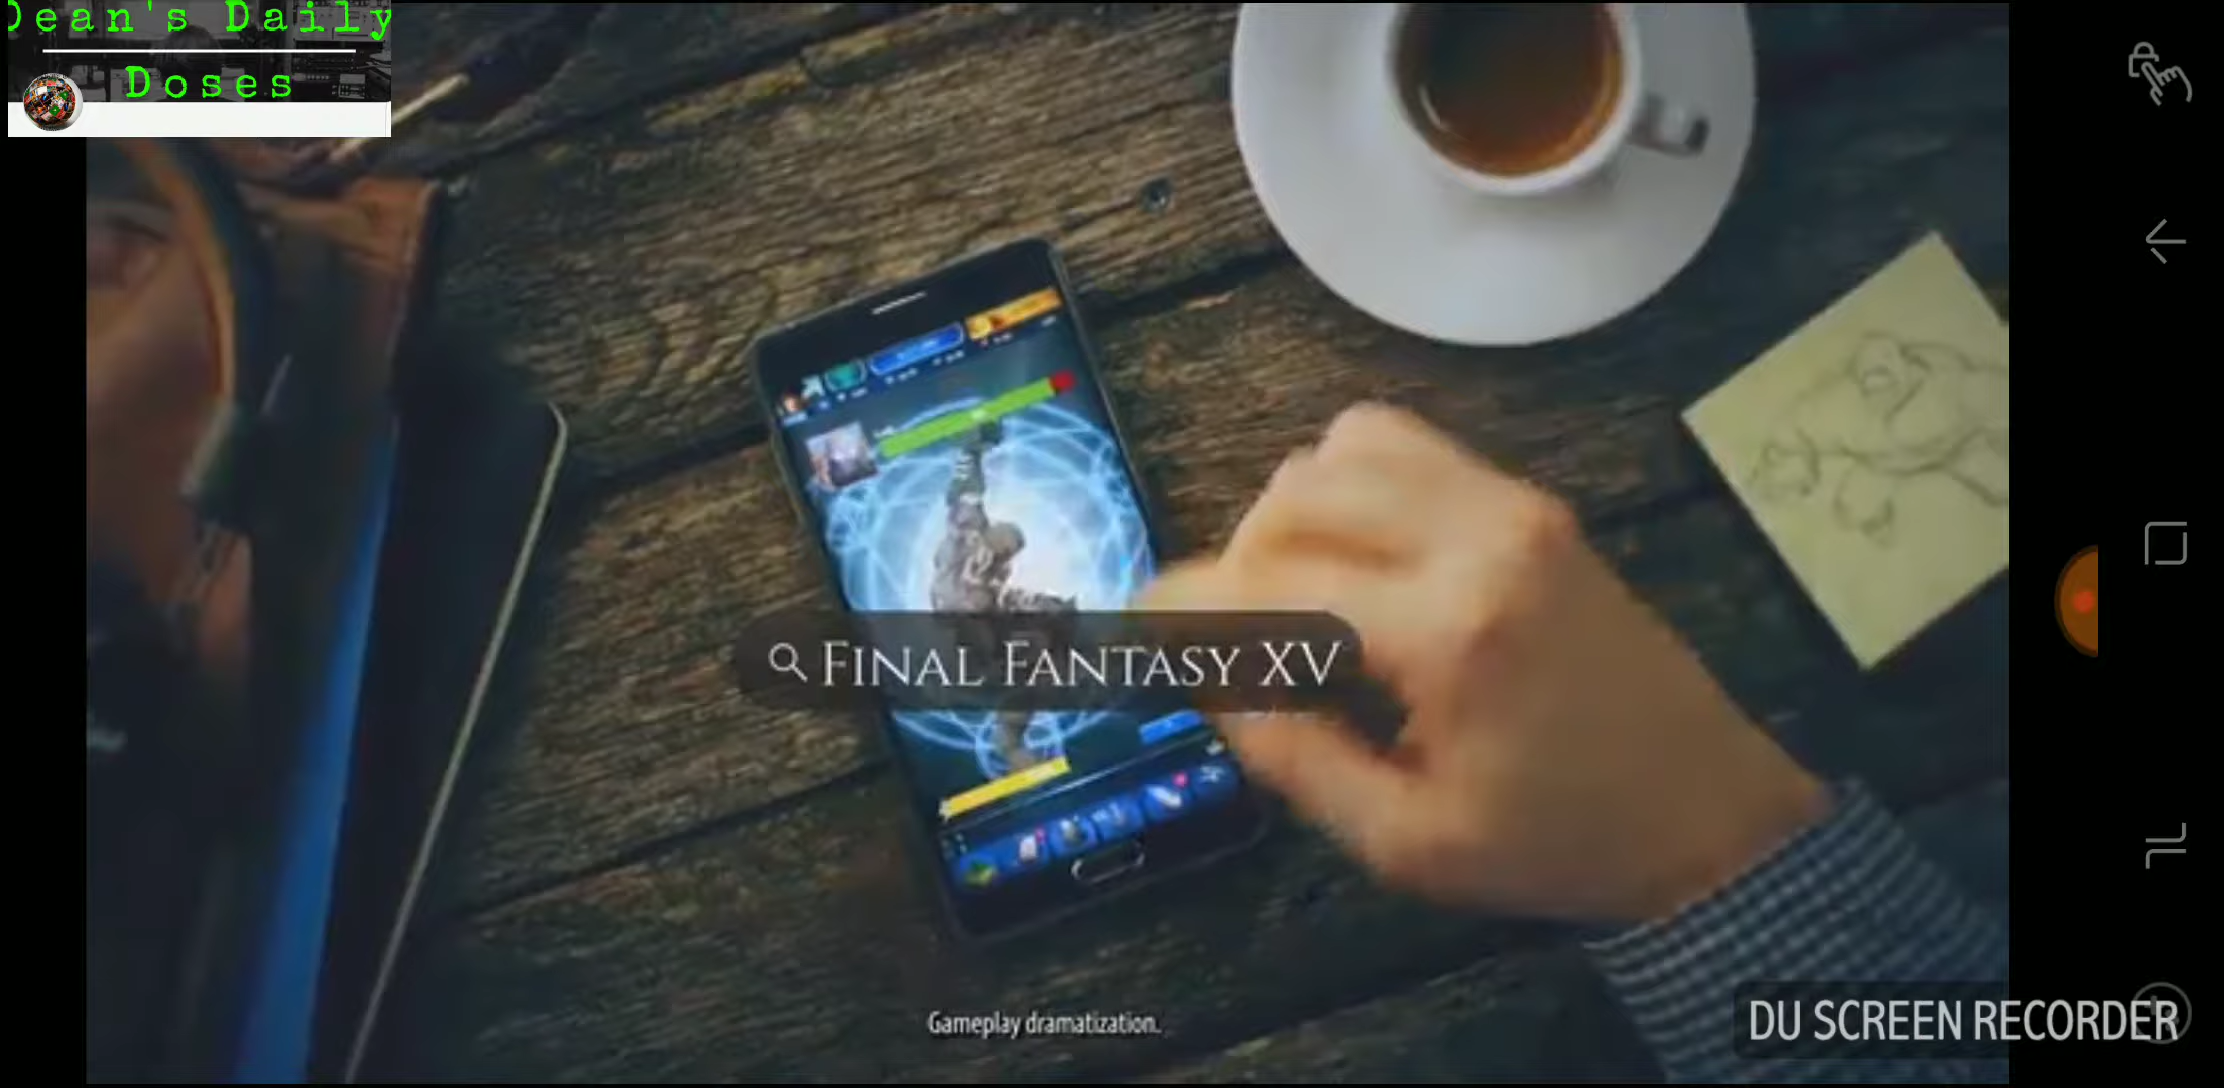 Dean's Daily
Doses
FINAL FANTASY XV
Gameplay dramatization.
DU SCREEN RECORDER